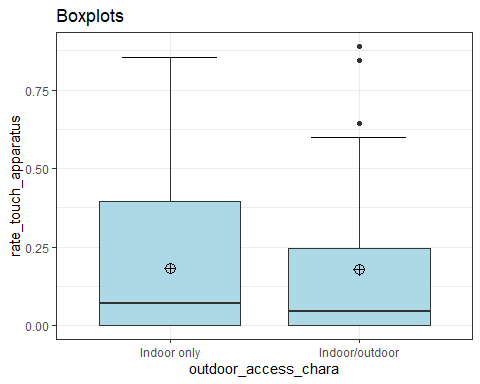 Boxplots
rate_touch_apparatus
0.75
0.50
0.25
0.00
Indoor only
Indoor/outdoor
outdoor_access_chara